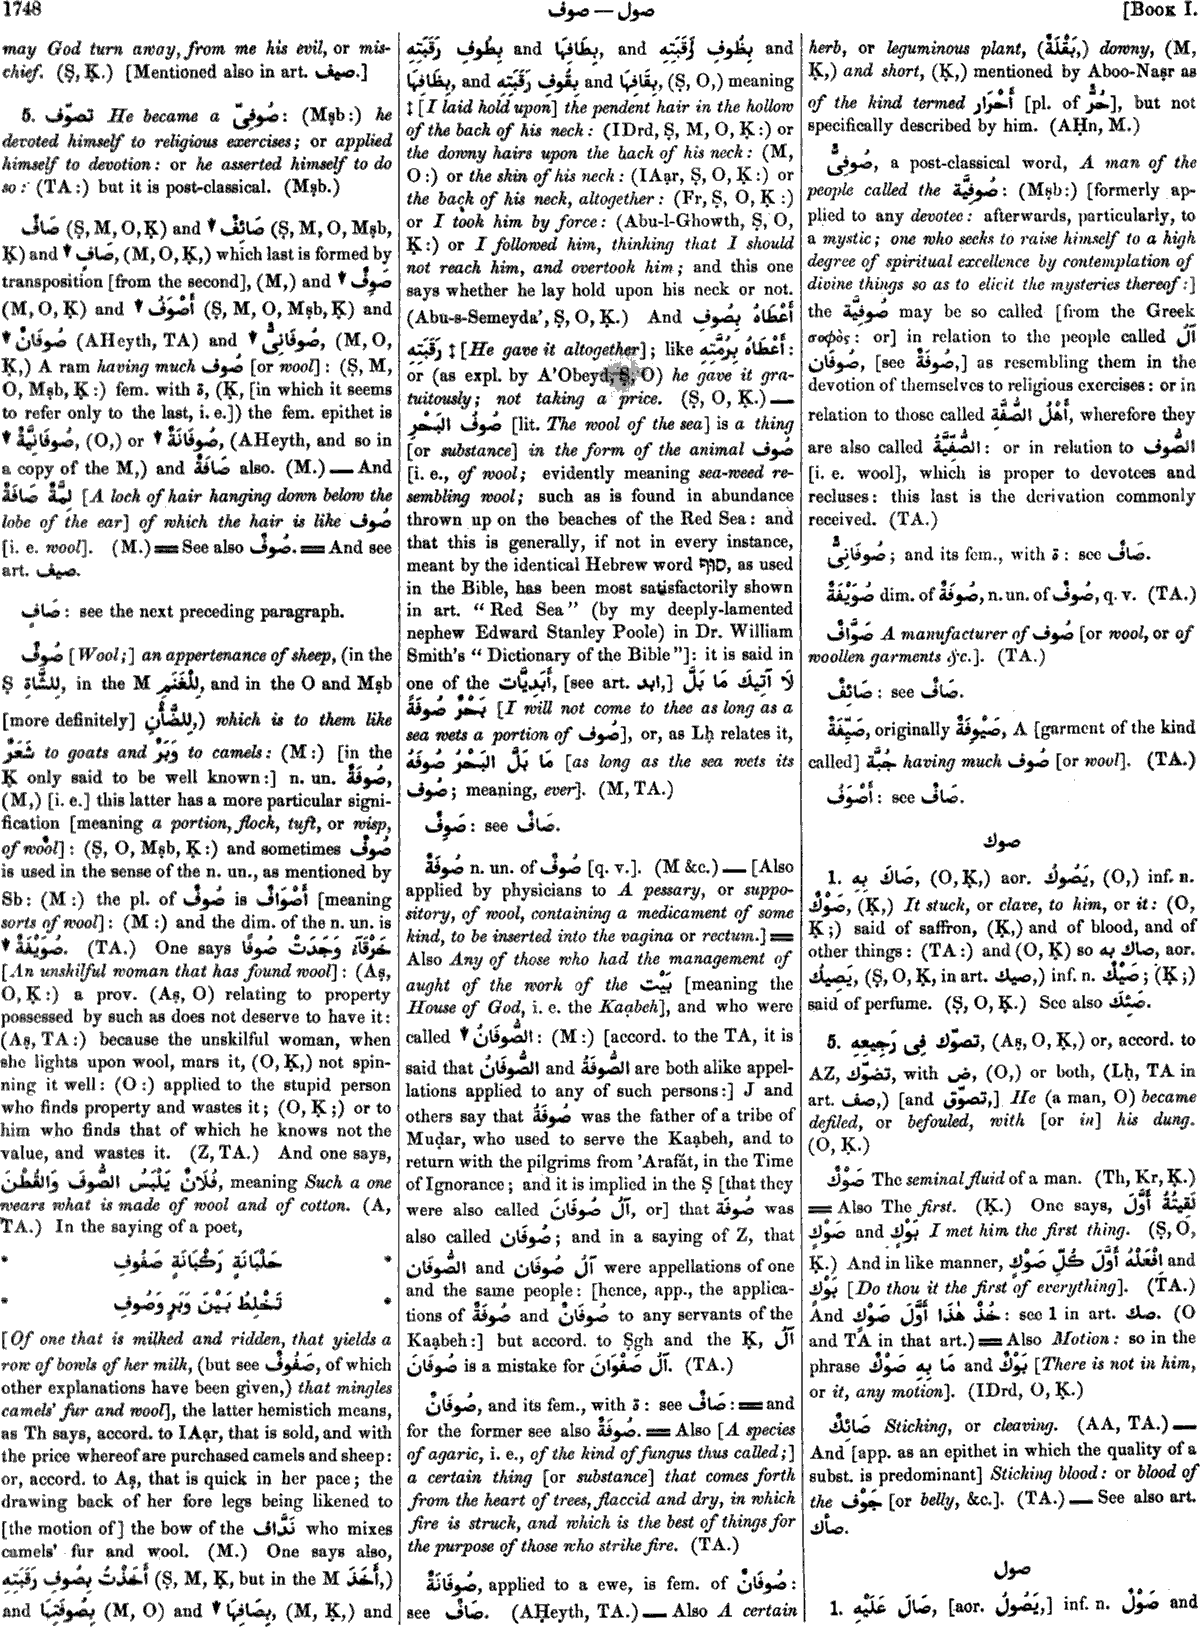 1748
صوف — صول
[BOOK I.
may God turn away, from me his evil, or mis-
chief. (Ṣ, Ḳ.) [Mentioned also in art. صيف.]
5. تصوّف He became a صُوفِىّ: (Mṣb:) he
devoted himself to religious exercises; or applied
himself to devotion: or he asserted himself to do
so: (TA:) but it is post-classical. (Mṣb.)
صَافٌ (Ṣ, M, O, Ḳ) and ↓ صَائِفٌ (Ṣ, M, O, Mṣb,
Ḳ) and ↓ صَافٍ, (M, O, Ḳ,) which last is formed by
transposition [from the second], (M,) and ↓ صَوِفٌ
(M, O, Ḳ) and ↓ أَصْوَفُ (Ṣ, M, O, Mṣb, Ḳ) and
↓ صُوفَانٌ (AHeyth, TA) and ↓ صُوفَانِىٌّ, (M, O,
Ḳ,) A ram having much صُوف [or wool]: (Ṣ, M,
O, Mṣb, Ḳ:) fem. with ة, (Ḳ, [in which it seems
to refer only to the last, i. e.]) the fem. epithet is
↓ صُوفَانِيَّةٌ, (O,) or ↓ صُوفَانَةٌ, (AHeyth, and so in
a copy of the M,) and صَافَةٌ also. (M.) — And
لِمَّةٌ صَافَةٌ [A lock of hair hanging down below the
lobe of the ear] of which the hair is like صُوف
[i. e. wool]. (M.) ═ See also صُوفٌ. ═ And see
art. صيف.
صَافٍ: see the next preceding paragraph.
صُوفٌ [Wool;] an appertenance of sheep, (in the
Ṣ لِلشَّاةِ, in the M لِلْغَنَمِ, and in the O and Mṣb
[more definitely] لِلضَّأْنِ,) which is to them like
شَعَرٌ to goats and وَبَرٌ to camels: (M:) [in the
Ḳ only said to be well known:] n. un. صُوفَةٌ,
(M,) [i. e.] this latter has a more particular signi-
fication [meaning a portion, flock, tuft, or wisp,
of wool]: (Ṣ, O, Mṣb, Ḳ:) and sometimes صُوفٌ
is used in the sense of the n. un., as mentioned by
Sb: (M:) the pl. of صُوفٌ is أَصْوَافٌ [meaning
sorts of wool]: (M:) and the dim. of the n. un. is
↓ صُوَيْفَةٌ. (TA.) One says خَرْقَآءُ وَجَدَتْ صُوفًا
[An unskilful woman that has found wool]: (Aṣ,
O, Ḳ:) a prov. (Aṣ, O) relating to property
possessed by such as does not deserve to have it:
(Aṣ, TA:) because the unskilful woman, when
she lights upon wool, mars it, (O, Ḳ,) not spin-
ning it well: (O:) applied to the stupid person
who finds property and wastes it; (O, Ḳ;) or to
him who finds that of which he knows not the
value, and wastes it. (Z, TA.) And one says,
فُلَانٌ يَلْبَسُ الصُّوفَ وَالقُطْنَ, meaning Such a one
wears what is made of wool and of cotton. (A,
TA.) In the saying of a poet,
* حَلْبَانَةٍ رَكْبَانَةٍ صَفُوفِ *
* تَخْلِطُ بَيْنَ وَبَرٍ وَصُوفِ *
[Of one that is milked and ridden, that yields a
row of bowls of her milk, (but see صَفُوفٌ, of which
other explanations have been given,) that mingles
camels' fur and wool], the latter hemistich means,
as Th says, accord. to IAạr, that is sold, and with
the price whereof are purchased camels and sheep:
or, accord. to Aṣ, that is quick in her pace; the
drawing back of her fore legs being likened to
[the motion of] the bow of the نَدَّاف who mixes
camels' fur and wool. (M.) One says also,
أَخَذْتُ بِصُوفِ رَقَبَتِهِ (Ṣ, M, Ḳ, but in the M أَخَذَ,)
and بِصُوفَتِهَا (M, O) and ↓ بِصَافِهَا, (M, Ḳ,) and
بِطُوفِ رَقَبَتِهِ and بِطَافِهَا, and بِظُوفِ رَقَبَتِهِ and
بِظَافِهَا, and بِقُوفِ رَقَبَتِهِ and بِقَافِهَا, (Ṣ, O,) meaning
‡ [I laid hold upon] the pendent hair in the hollow
of the back of his neck: (IDrd, Ṣ, M, O, Ḳ:) or
the downy hairs upon the back of his neck: (M,
O:) or the skin of his neck: (IAạr, Ṣ, O, Ḳ:) or
the back of his neck, altogether: (Fr, Ṣ, O, Ḳ:)
or I took him by force: (Abu-l-Ghowth, Ṣ, O,
Ḳ:) or I followed him, thinking that I should
not reach him, and overtook him; and this one
says whether he lay hold upon his neck or not.
(Abu-s-Semeyda', Ṣ, O, Ḳ.) And أَعْطَاهُ بِصُوفِ
رَقَبَتِهِ ‡ [He gave it altogether]; like أَعْطَاهُ بِرُمَّتِهِ:
or (as expl. by A'Obeyd, Ṣ, O) he gave it gra-
tuitously; not taking a price. (Ṣ, O, Ḳ.) —
صُوفُ البَحْرِ [lit. The wool of the sea] is a thing
[or substance] in the form of the animal صُوف
[i. e., of wool; evidently meaning sea-weed re-
sembling wool; such as is found in abundance
thrown up on the beaches of the Red Sea: and
that this is generally, if not in every instance,
meant by the identical Hebrew word סוּף, as used
in the Bible, has been most satisfactorily shown
in art. "Red Sea" (by my deeply-lamented
nephew Edward Stanley Poole) in Dr. William
Smith's "Dictionary of the Bible"]: it is said in
one of the أَبَدِيَّات, [see art. ابد,] لَا آتِيكَ مَا بَلَّ
بَحْرٌ صُوفَةً [I will not come to thee as long as a
sea wets a portion of صُوف], or, as Lḥ relates it,
مَا بَلَّ البَحْرُ صُوفَهُ [as long as the sea wets its
صُوف; meaning, ever]. (M, TA.)
صَوِفٌ: see صَافٌ.
صُوفَةٌ n. un. of صُوفٌ [q. v.]. (M &c.) — [Also
applied by physicians to A pessary, or suppo-
sitory, of wool, containing a medicament of some
kind, to be inserted into the vagina or rectum.] ═
Also Any of those who had the management of
aught of the work of the بَيْت [meaning the
House of God, i. e. the Kaạbeh], and who were
called ↓ الصُّوفَانُ: (M:) [accord. to the TA, it is
said that الصُّوفَانُ and الصُّوفَةُ are both alike appel-
lations applied to any of such persons:] J and
others say that صُوفَةُ was the father of a tribe of
Muḍar, who used to serve the Kaạbeh, and to
return with the pilgrims from 'Arafát, in the Time
of Ignorance; and it is implied in the Ṣ [that they
were also called آلُ صُوفَانَ, or] that صُوفَة was
also called صُوفَان; and in a saying of Z, that
آلُ صُوفَان and الصُّوفَان were appellations of one
and the same people: [hence, app., the applica-
tions of صُوفَةٌ and صُوفَانٌ to any servants of the
Kaạbeh:] but accord. to Ṣgh and the Ḳ, آلُ
صُوفَانَ is a mistake for آلُ صَفْوَانَ. (TA.)
صُوفَانٌ, and its fem., with ة: see صَافٌ: ═ and
for the former see also صُوفَةٌ. ═ Also [A species
of agaric, i. e., of the kind of fungus thus called;]
a certain thing [or substance] that comes forth
from the heart of trees, flaccid and dry, in which
fire is struck, and which is the best of things for
the purpose of those who strike fire. (TA.)
صُوفَانَةٌ, applied to a ewe, is fem. of صُوفَانٌ:
see صَافٌ. (AḤeyth, TA.) — Also A certain
herb, or leguminous plant, (بَقْلَةٌ,) downy, (M,
Ḳ,) and short, (Ḳ,) mentioned by Aboo-Naṣr as
of the kind termed أَحْرَار [pl. of حُرٌّ], but not
specifically described by him. (AḤn, M.)
صُوفِىٌّ, a post-classical word, A man of the
people called the صُوفِيَّة: (Mṣb:) [formerly ap-
plied to any devotee: afterwards, particularly, to
a mystic; one who seeks to raise himself to a high
degree of spiritual excellence by contemplation of
divine things so as to elicit the mysteries thereof:]
the صُوفِيَّة may be so called [from the Greek
σοφὸς: or] in relation to the people called آلُ
صُوفَان, [see صُوفَةٌ,] as resembling them in the
devotion of themselves to religious exercises: or in
relation to those called أَهْلُ الصُّفَّةِ, wherefore they
are also called الصُّفِّيَّةُ: or in relation to الصُّوف
[i. e. wool], which is proper to devotees and
recluses: this last is the derivation commonly
received. (TA.)
صُوفَانِىٌّ; and its fem., with ة: see صَافٌ.
صُوَيْفَةٌ dim. of صُوفَةٌ, n. un. of صُوفٌ, q. v. (TA.)
صَوَّافٌ A manufacturer of صُوف [or wool, or of
woollen garments &c.]. (TA.)
صَائِفٌ: see صَافٌ.
صَيِّفَةٌ, originally صَيْوِفَةٌ, A [garment of the kind
called] جُبَّة having much صُوف [or wool]. (TA.)
أَصْوَفُ: see صَافٌ.
صوك
1. صَاكَ بِهِ, (O, Ḳ,) aor. يَصُوكُ, (O,) inf. n.
صَوْكٌ, (Ḳ,) It stuck, or clave, to him, or it: (O,
Ḳ;) said of saffron, (Ḳ,) and of blood, and of
other things: (TA:) and (O, Ḳ) so صاك به, aor.
يَصِيكُ, (Ṣ, O, Ḳ, in art. صيك,) inf. n. صَيْكٌ; (Ḳ;)
said of perfume. (Ṣ, O, Ḳ.) See also صَئِكَ.
5. تصوّك فِى رَجِيعِهِ, (Aṣ, O, Ḳ,) or, accord. to
AZ, تضوّك, with ض, (O,) or both, (Lḥ, TA in
art. صف,) [and تصوّق,] He (a man, O) became
defiled, or befouled, with [or in] his dung.
(O, Ḳ.)
صَوْكٌ The seminal fluid of a man. (Th, Kr, Ḳ.)
═ Also The first. (Ḳ.) One says, لَقِيتُهُ أَوَّلَ
صَوْكٍ and بَوْكٍ I met him the first thing. (Ṣ, O,
Ḳ.) And in like manner, اِفْعَلْهُ أَوَّلَ كُلِّ صَوْكٍ and
بَوْكٍ [Do thou it the first of everything]. (TA.)
And خُذْ هٰذَا أَوَّلَ صَوْكٍ: see 1 in art. صك. (O
and TA in that art.) ═ Also Motion: so in the
phrase مَا بِهِ صَوْكٌ and بَوْكٌ [There is not in him,
or it, any motion]. (IDrd, O, Ḳ.)
صَائِكٌ Sticking, or cleaving. (AA, TA.) —
And [app. as an epithet in which the quality of a
subst. is predominant] Sticking blood: or blood of
the جَوْف [or belly, &c.]. (TA.) — See also art.
صأك.
صول
1. صَالَ عَلَيْهِ, [aor. يَصُولُ,] inf. n. صَوْلٌ and